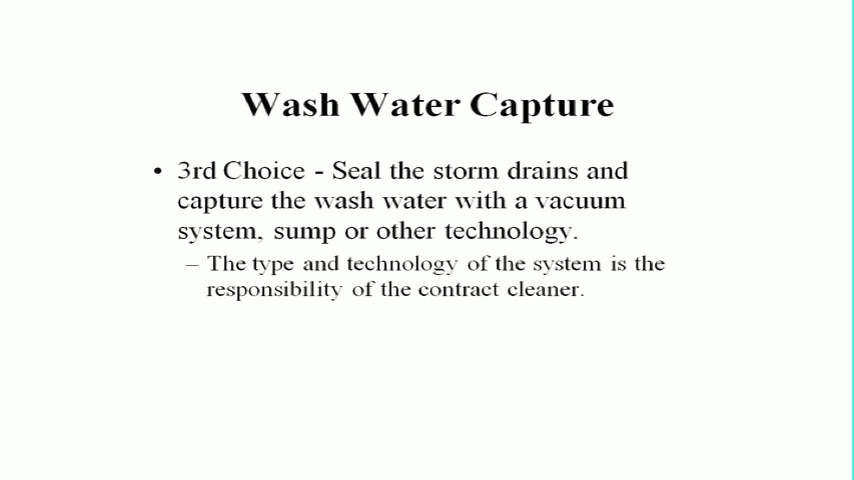 Wash Water Capture
• 3rd Choice - Seal the storm drains and
capture the wash water with a vacuum
system, sump or other technology.
– The type and technology of the system is the
responsibility of the contract cleaner.